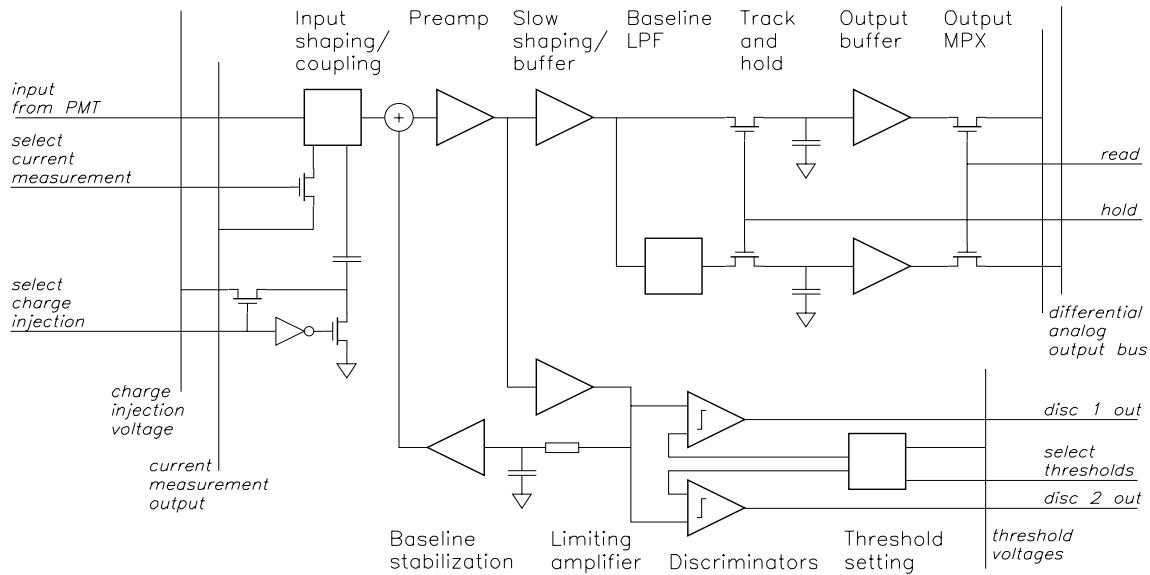 Input
shaping/
coupling
Preamp
Slow
shaping/
buffer
Baseline
LPF
Track
and
hold
Output
buffer
Output
MPX
input
from PMT
select
current
measurement
+
read
hold
select
charge
injection
differential
analog
output bus
charge
injection
voltage
current
measurement
output
disc 1 out
select
thresholds
disc 2 out
Baseline
stabilization
Limiting
amplifier
Discriminators
Threshold
setting
threshold
voltages